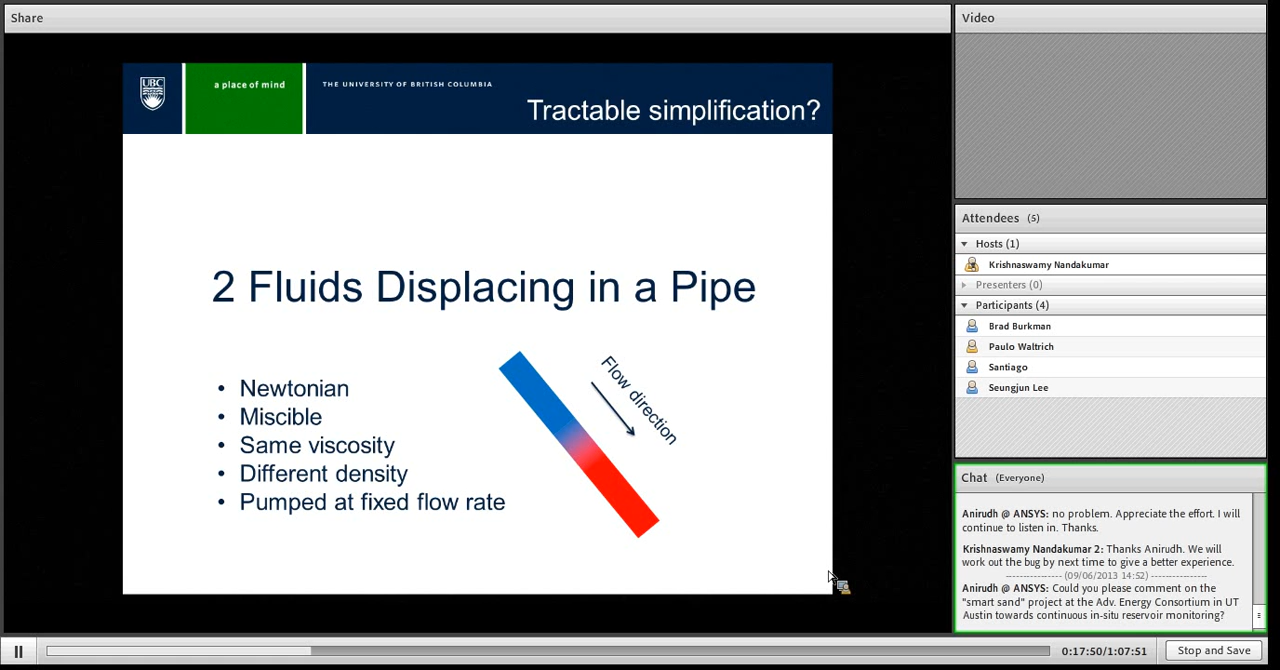 Share
UBC
a place of mind
THE UNIVERSITY OF BRITISH COLUMBIA
Tractable simplification?
2 Fluids Displacing in a Pipe
• Newtonian
• Miscible
• Same viscosity
• Different density
• Pumped at fixed flow rate
Flow direction
Video
Attendees (5)
Hosts (1)
Krishnaswamy Nandakumar
Presenters (0)
Participants (4)
Brad Burkman
Paulo Waltrich
Santiago
Seungjun Lee
Chat (Everyone)
Anirudh @ ANSYS: no problem. Appreciate the effort. I will
continue to listen in. Thanks.
Krishnaswamy Nandakumar 2: Thanks Anirudh. We will
work out the bug by next time to give a better experience.
---------------- (09/06/2013 14:52) ----------------
Anirudh @ ANSYS: Could you please comment on the
"smart sand" project at the Adv. Energy Consortium in UT
Austin towards continuous in-situ reservoir monitoring?
0:17:50/1:07:51
Stop and Save